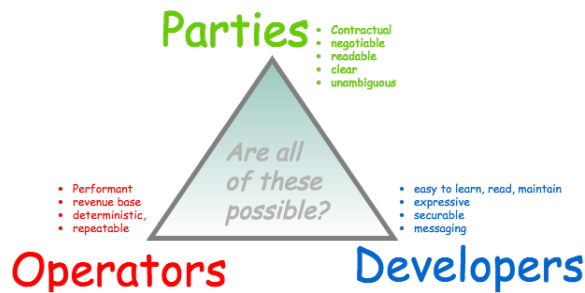 Parties
• Contractual
• negotiable
• readable
• clear
• unambiguous
Are all
of these
possible?
• Performant
• revenue base
• deterministic,
• repeatable
• easy to learn, read, maintain
• expressive
• securable
• messaging
Operators
Developers